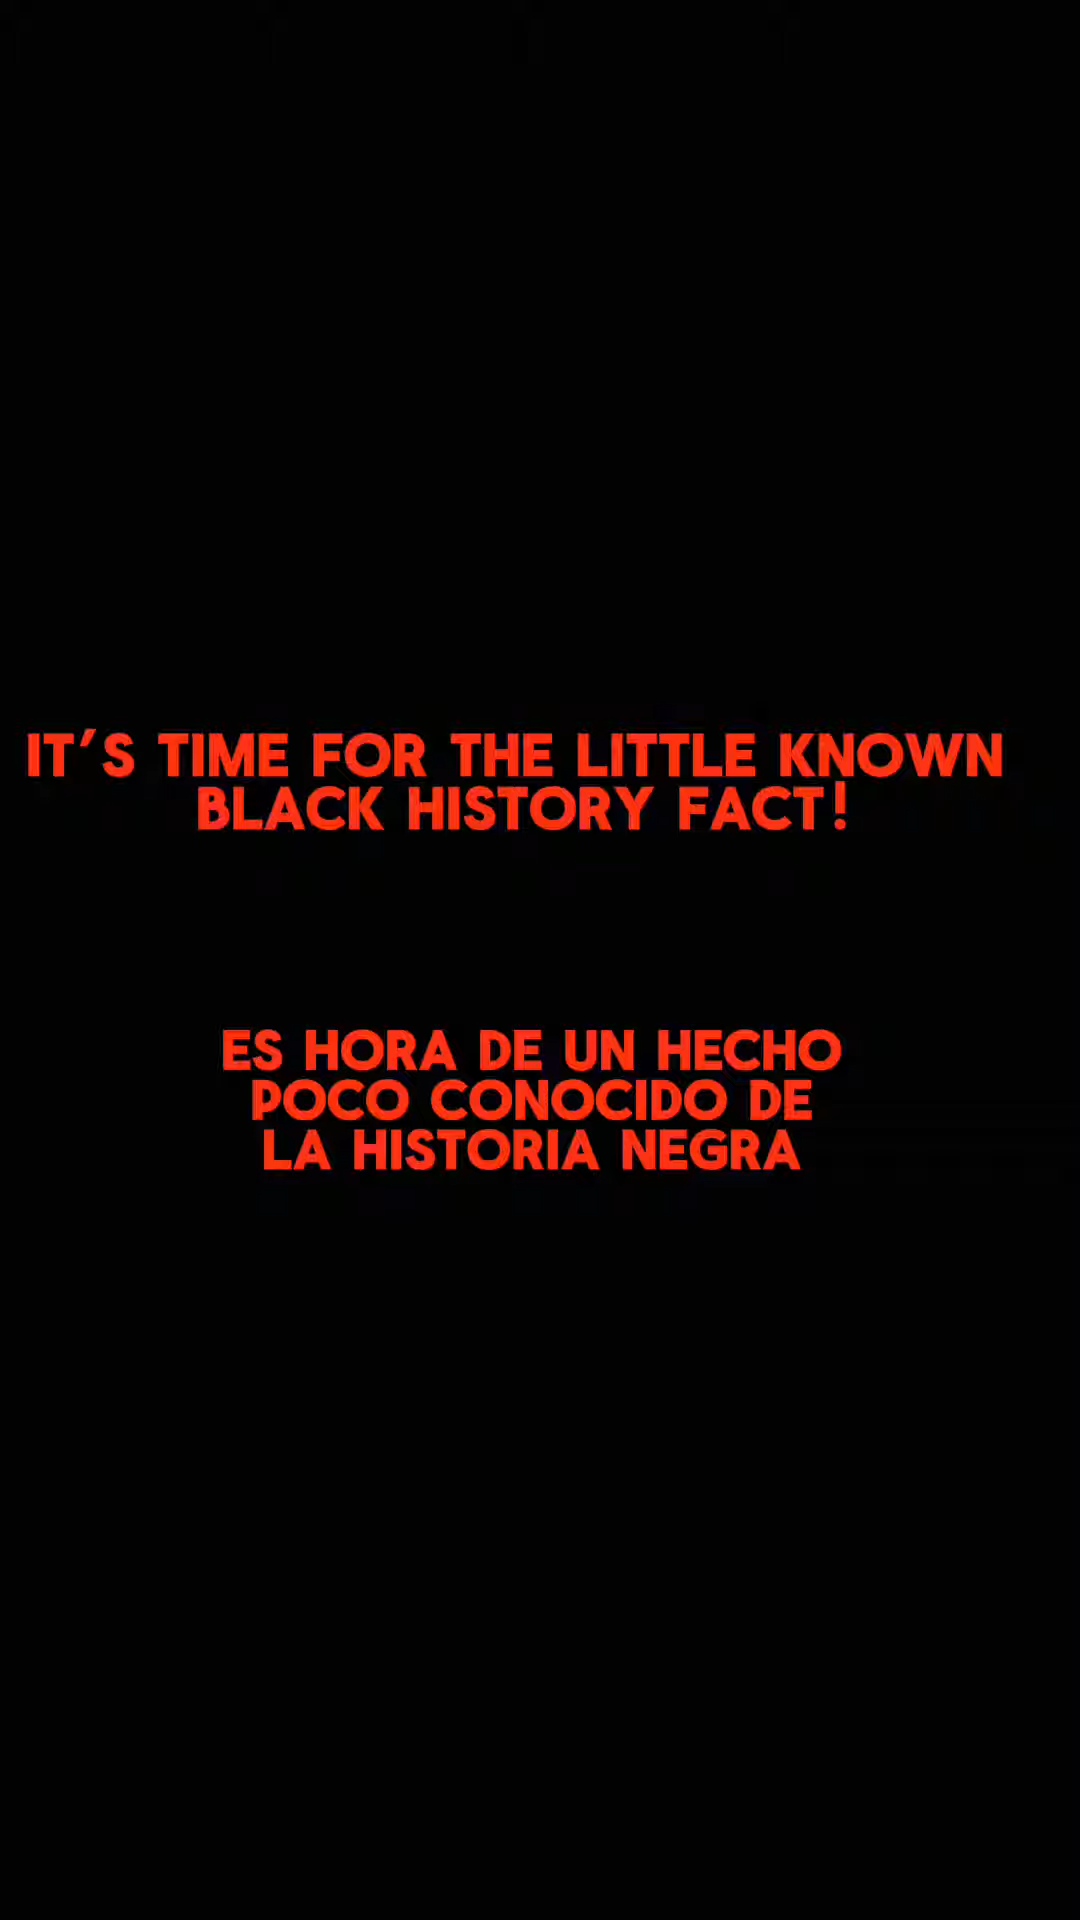 IT'S TIME FOR THE LITTLE KNOWN
BLACK HISTORY FACT!
ES HORA DE UN HECHO
POCO CONOCIDO DE
LA HISTORIA NEGRA